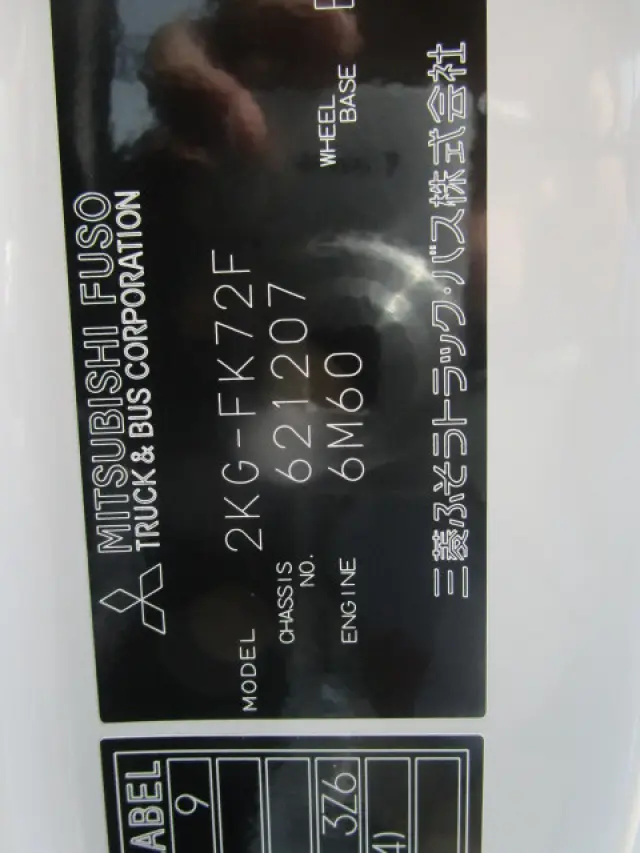 MITSUBISHI FUSO
TRUCK & BUS CORPORATION
MODEL 2KG-FK72F
CHASSIS NO. 621207
WHEEL BASE
ENGINE 6M60
三菱ふそうトラック・バス株式会社
ABEL
9
3Z6
4)